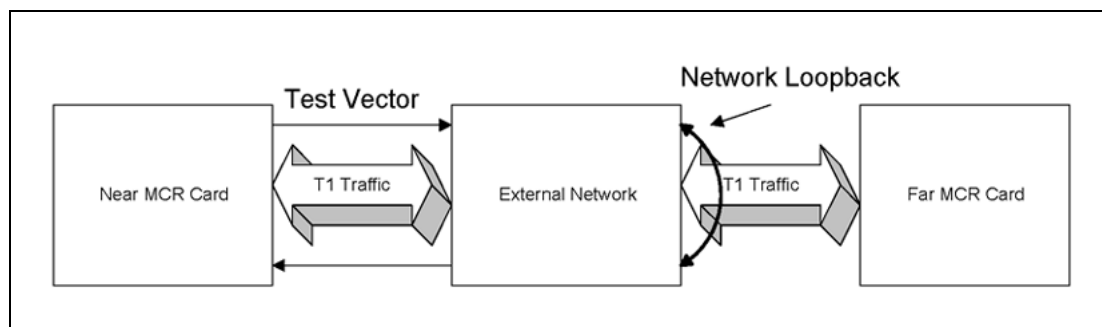 Network Loopback
Test Vector
Near MCR Card
T1 Traffic
External Network
T1 Traffic
Far MCR Card